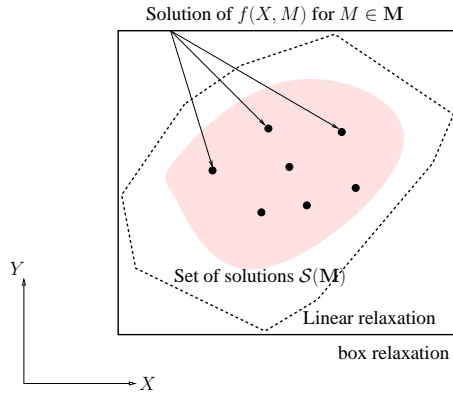 Solution of f(X, M) for M ∈ M
Set of solutions S(M)
Y
Linear relaxation
box relaxation
X